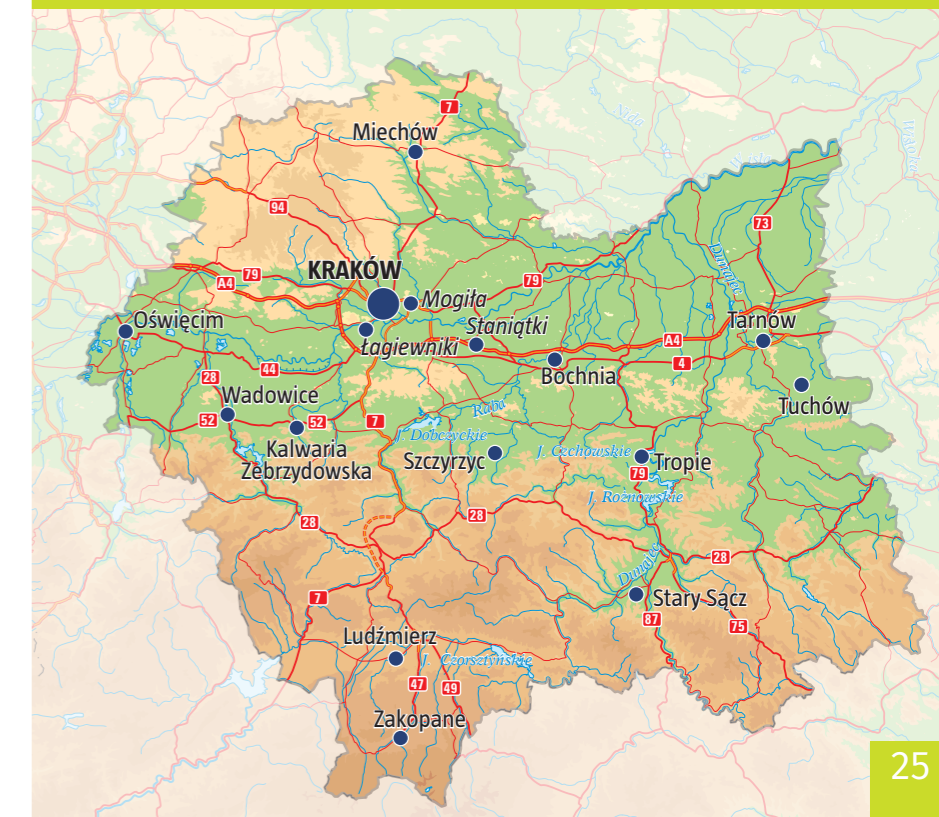 7
Miechów
Nida
94
73
Dunajec
KRAKÓW
79
A4
79
Mogiła
Oświęcim
Staniątki
Tarnów
Łagiewniki
A4
4
44
Bochnia
28
Wadowice
Tuchów
52
52
7
Raba
J. Dobczyckie
Kalwaria
Zebrzydowska
Szczyrzyc
J. Czchowskie
Tropie
79
J. Rożnowskie
28
28
28
Dunajec
7
Stary Sącz
87
75
Ludźmierz
J. Czorsztyńskie
47
49
Zakopane
25